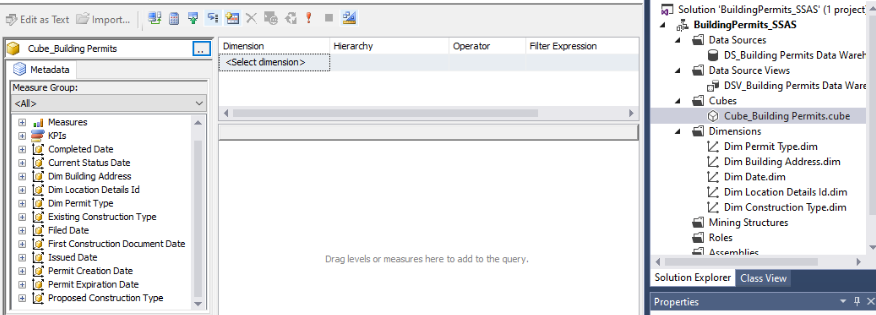 Edit as Text Import...
Cube_Building Permits ..
Metadata
Measure Group:
<All>
Measures
KPIs
Completed Date
Current Status Date
Dim Building Address
Dim Location Details Id
Dim Permit Type
Existing Construction Type
Filed Date
First Construction Document Date
Issued Date
Permit Creation Date
Permit Expiration Date
Proposed Construction Type
Dimension Hierarchy Operator Filter Expression
<Select dimension>
Drag levels or measures here to add to the query.
Solution 'BuildingPermits_SSAS' (1 project
BuildingPermits_SSAS
Data Sources
DS_Building Permits Data Wareh
Data Source Views
DSV_Building Permits Data Ware
Cubes
Cube_Building Permits.cube
Dimensions
Dim Permit Type.dim
Dim Building Address.dim
Dim Date.dim
Dim Location Details Id.dim
Dim Construction Type.dim
Mining Structures
Roles
Assemblies
Solution Explorer Class View
Properties